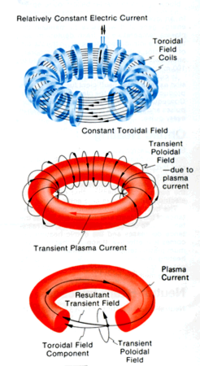 Relatively Constant Electric Current
Toroidal
Field
Coils
Constant Toroidal Field
Transient
Poloidal
Field
—due to
plasma
current
Transient Plasma Current
Plasma
Current
Resultant
Transient Field
Toroidal Field
Component
Transient
Poloidal
Field